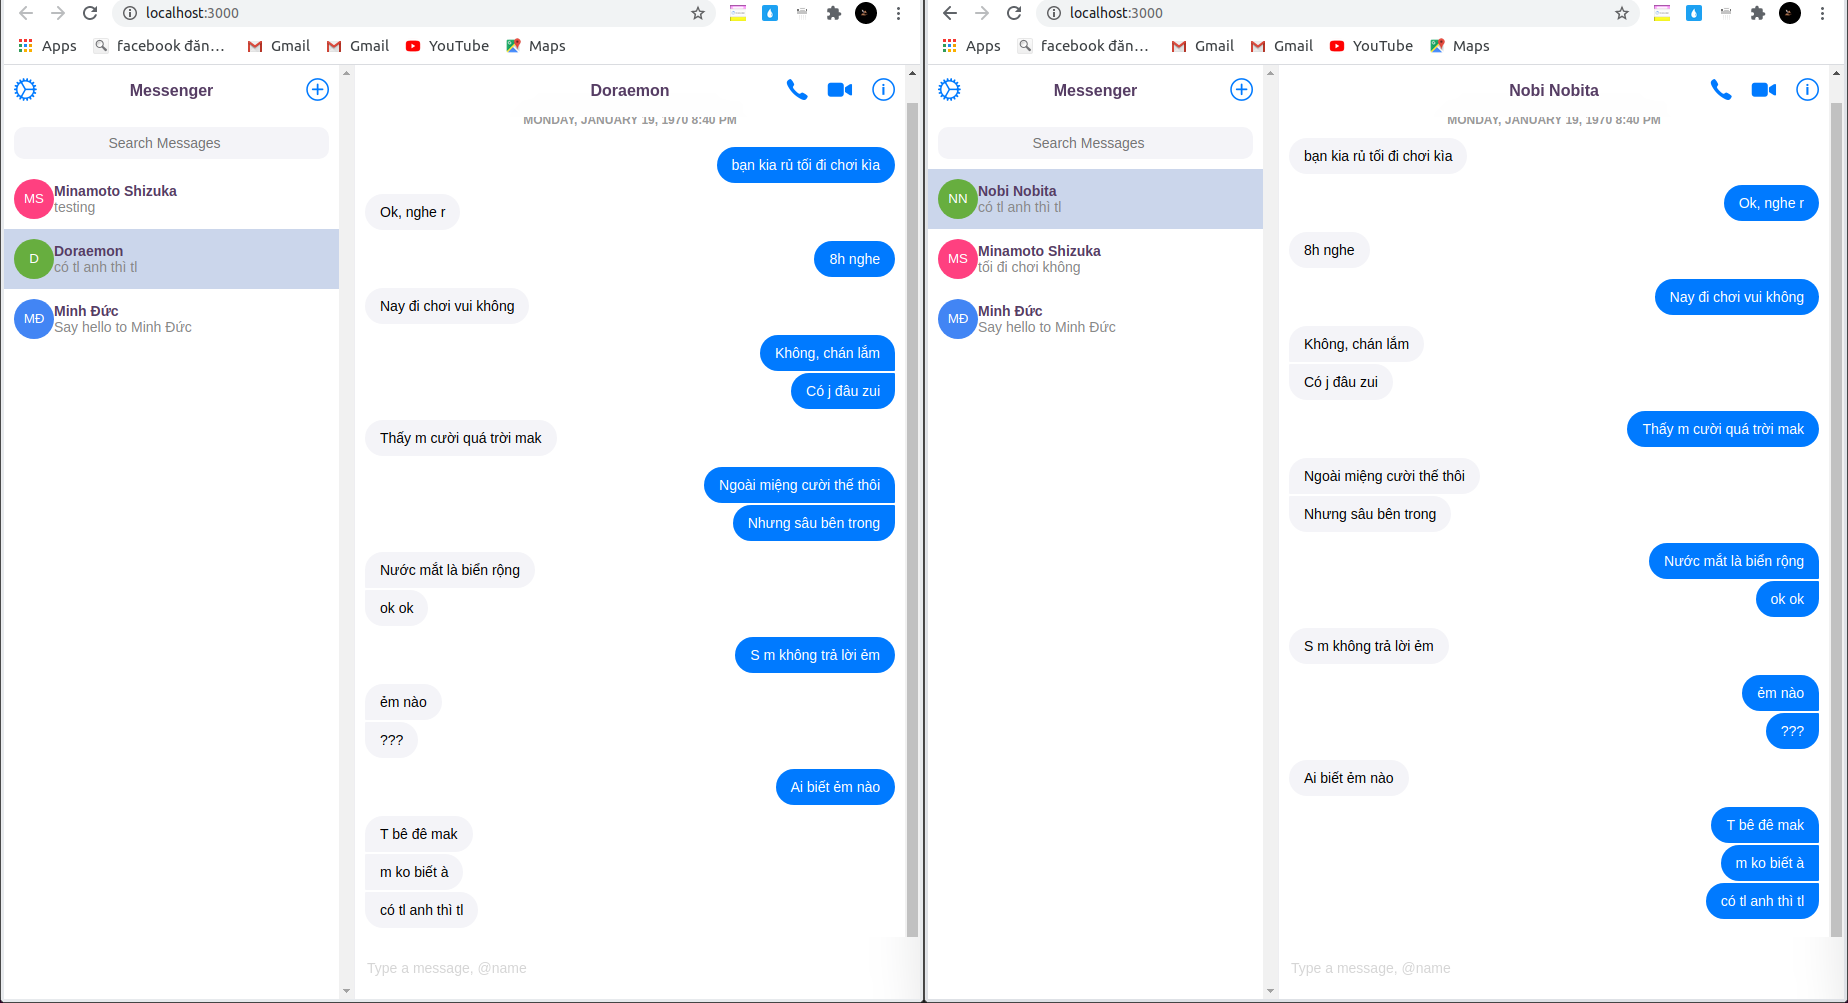 localhost:3000
Apps facebook đăn... Gmail Gmail YouTube Maps
Messenger
Search Messages
MS Minamoto Shizuka
testing
D Doraemon
có tl anh thì tl
MĐ Minh Đức
Say hello to Minh Đức
Doraemon
MONDAY, JANUARY 19, 1970 8:40 PM
bạn kia rủ tối đi chơi kìa
Ok, nghe r
8h nghe
Nay đi chơi vui không
Không, chán lắm
Có j đâu zui
Thấy m cười quá trời mak
Ngoài miệng cười thế thôi
Nhưng sâu bên trong
Nước mắt là biển rộng
ok ok
S m không trả lời ẻm
ẻm nào
???
Ai biết ẻm nào
T bê đê mak
m ko biết à
có tl anh thì tl
Type a message, @name
localhost:3000
Apps facebook đăn... Gmail Gmail YouTube Maps
Messenger
Search Messages
NN Nobi Nobita
có tl anh thì tl
MS Minamoto Shizuka
tối đi chơi không
MĐ Minh Đức
Say hello to Minh Đức
Nobi Nobita
MONDAY, JANUARY 19, 1970 8:40 PM
bạn kia rủ tối đi chơi kìa
Ok, nghe r
8h nghe
Nay đi chơi vui không
Không, chán lắm
Có j đâu zui
Thấy m cười quá trời mak
Ngoài miệng cười thế thôi
Nhưng sâu bên trong
Nước mắt là biển rộng
ok ok
S m không trả lời ẻm
ẻm nào
???
Ai biết ẻm nào
T bê đê mak
m ko biết à
có tl anh thì tl
Type a message, @name